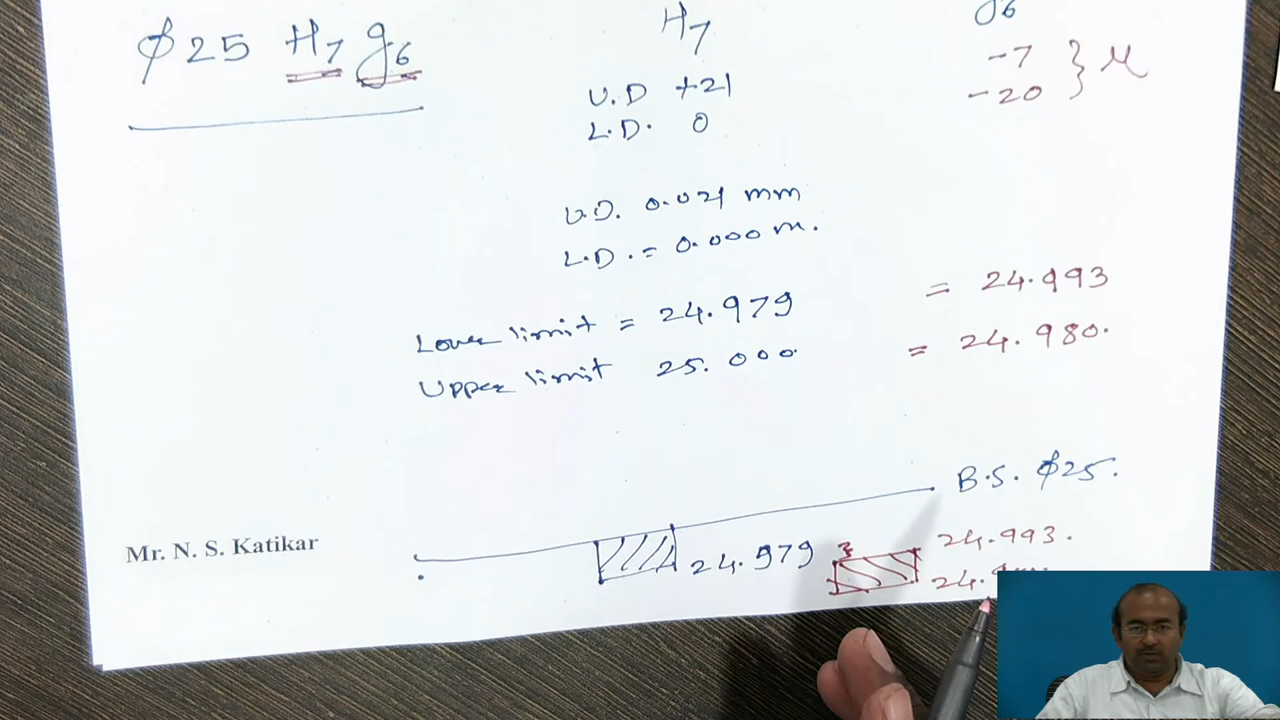 ϕ25 H7 g6
H7
g6
U.D +21
L.D. 0
-7
-20 } μ
U.D. 0.021 mm
L.D. = 0.000 m.
Lower limit = 24.979
Upper limit 25.000
= 24.993
= 24.980.
B.S. ϕ25.
24.979
24.993.
24.
Mr. N. S. Katikar